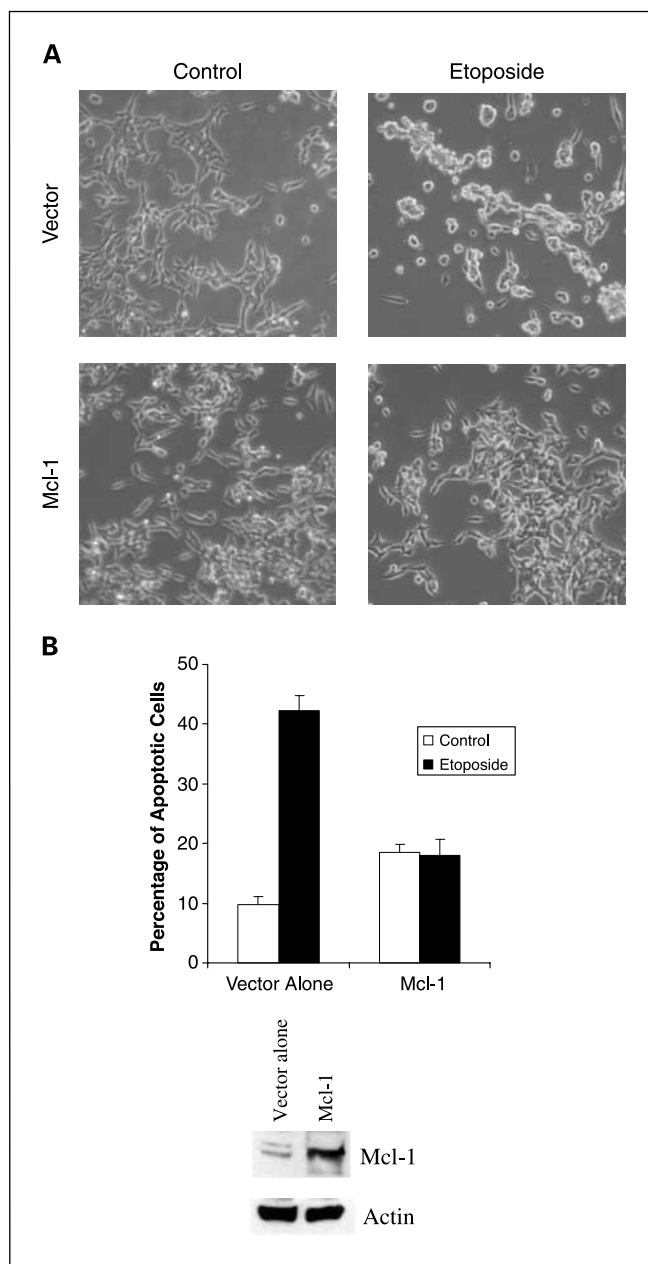 A
Control
Etoposide
Vector
Mcl-1
B
Percentage of Apoptotic Cells
50
40
30
20
10
0
Control
Etoposide
Vector Alone
Mcl-1
Vector alone
Mcl-1
Mcl-1
Actin